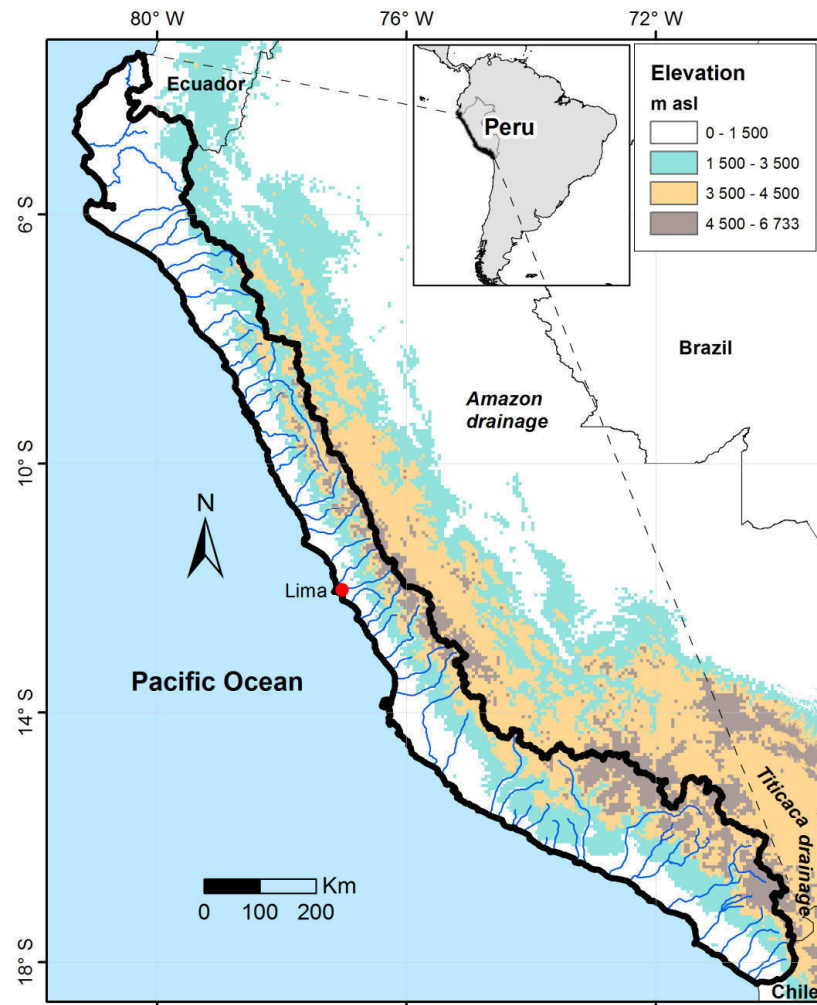 80° W
76° W
72° W
Ecuador
Peru
Elevation
m asl
0 - 1 500
1 500 - 3 500
3 500 - 4 500
4 500 - 6 733
6° S
Brazil
Amazon
drainage
10° S
N
Lima
Pacific Ocean
14° S
Titicaca
drainage
Km
0 100 200
18° S
Chile